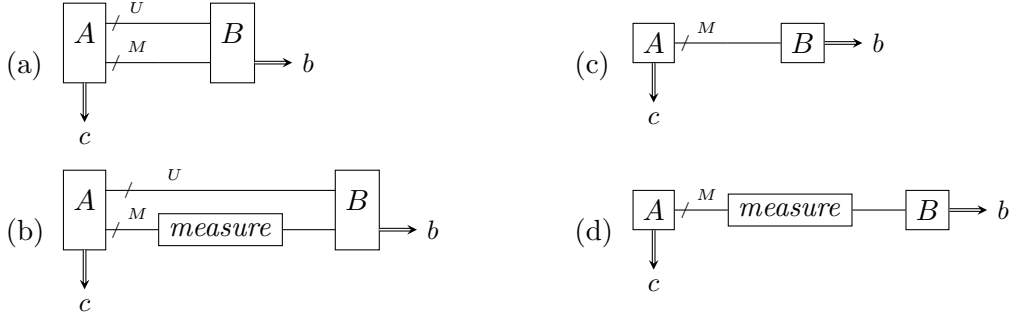 (a) A U M B b c
(b) A U M measure B b c
(c) A M B b c
(d) A M measure B b c